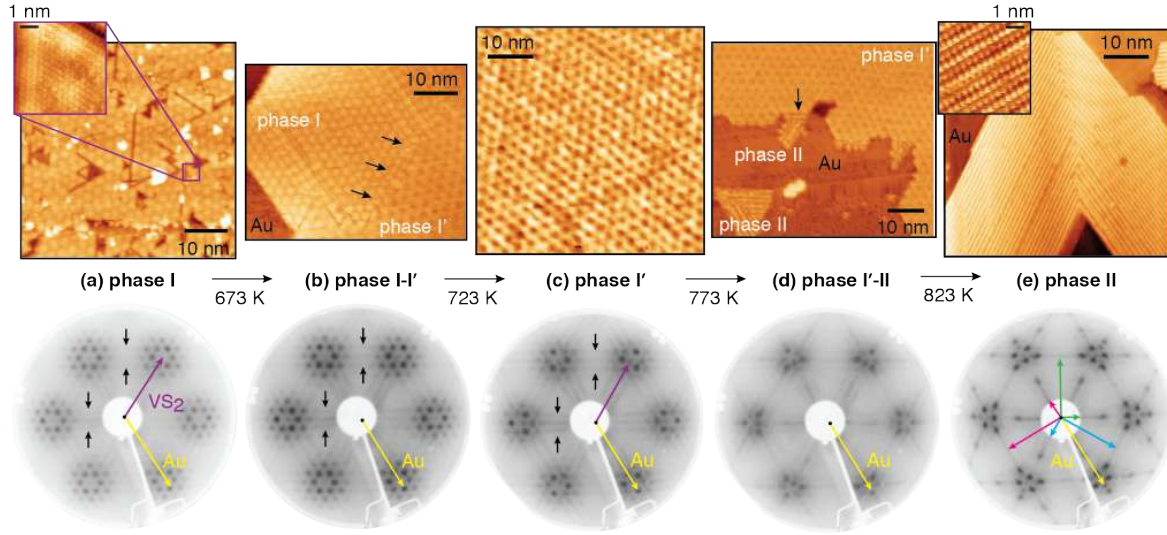 1 nm
10 nm
phase I
10 nm
phase I'
Au
10 nm
phase I'
phase II
Au
phase II
10 nm
1 nm
10 nm
Au
(a) phase I
673 K
(b) phase I-I′
723 K
(c) phase I′
773 K
(d) phase I′-II
823 K
(e) phase II
VS2
Au
Au
Au
Au
Au